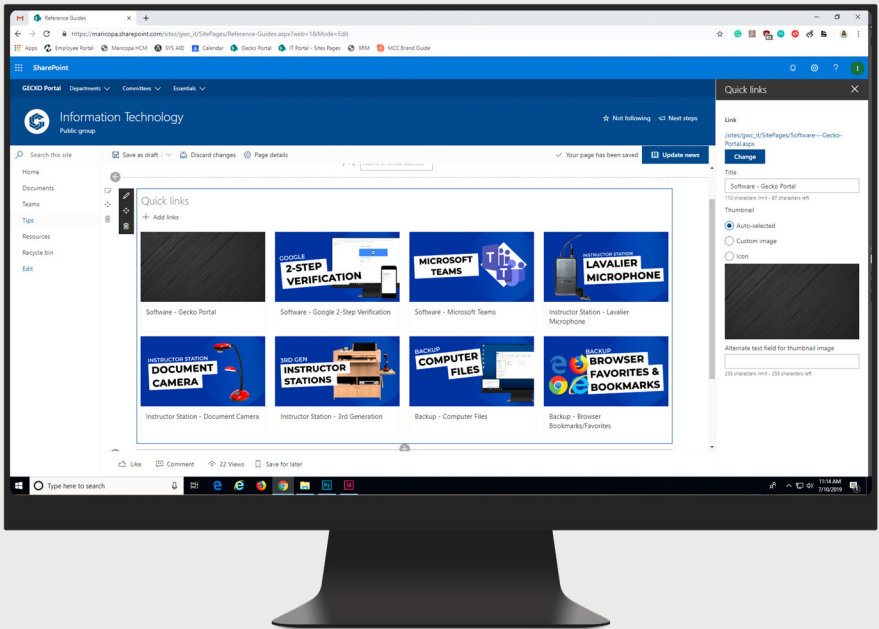 Reference Guides
https://maricopa.sharepoint.com/sites/gwc_it/SitePages/Reference-Guides.aspx?web=1&Mode=Edit
Apps Employee Portal Maricopa HCM SYS AID Calendar Gecko Portal IT Portal - Sites Pages XRM MCC Brand Guide
SharePoint
?
I
GECKO Portal Departments Committees Essentials
Quick links
Information Technology
Public group
Not following Next steps
Link
/sites/gwc_it/SitePages/Software---Gecko-
Portal.aspx
Change
Search this site
Save as draft Discard changes Page details
Your page has been saved Update news
Home
Documents
Teams
Tips
Resources
Recycle bin
Edit
Quick links
Add links
Title
Software - Gecko Portal
110 characters limit - 87 characters left
Thumbnail
Auto-selected
Custom image
Icon
GOOGLE
2-STEP
VERIFICATION
MICROSOFT
TEAMS
INSTRUCTOR STATION
LAVALIER
MICROPHONE
Software - Gecko Portal
Software - Google 2-Step Verification
Software - Microsoft Teams
Instructor Station - Lavalier
Microphone
INSTRUCTOR STATION
DOCUMENT
CAMERA
3RD GEN
INSTRUCTOR
STATIONS
BACKUP
COMPUTER
FILES
BACKUP
BROWSER
FAVORITES &
BOOKMARKS
Alternate text field for thumbnail image
255 characters limit - 255 characters left
Instructor Station - Document Camera
Instructor Station - 3rd Generation
Backup - Computer Files
Backup - Browser
Bookmarks/Favorites
Like Comment 22 Views Save for later
Type here to search
Ps
Id
11:14 AM
7/10/2019